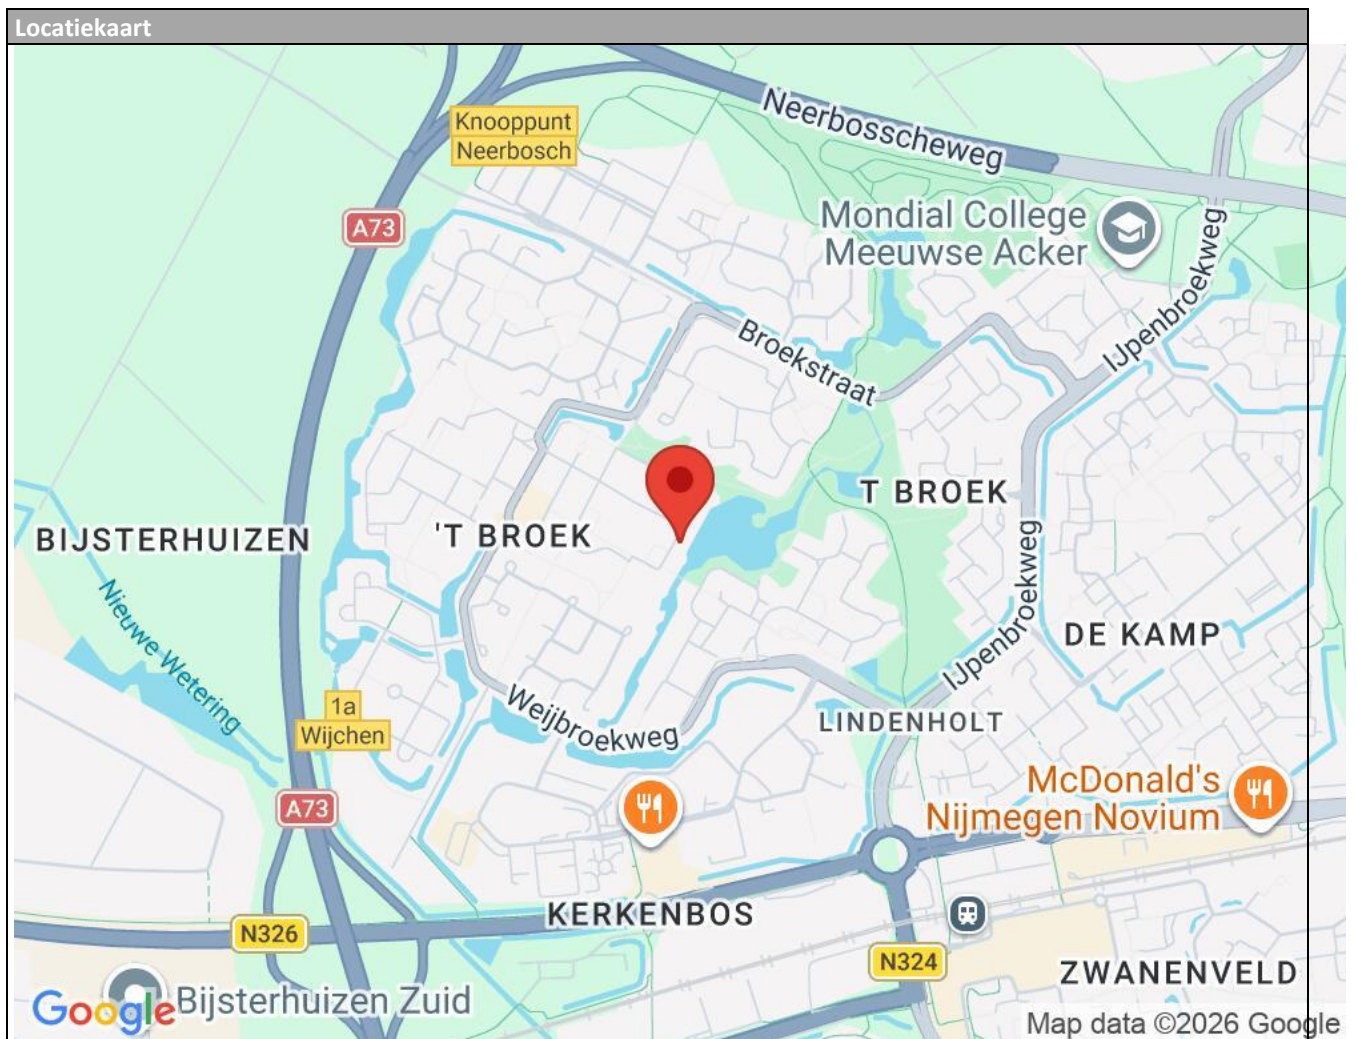 Locatiekaart
Neerbosscheweg
Knooppunt
Neerbosch
A73
Mondial College
Meeuwse Acker
IJpenbroekweg
Broekstraat
T BROEK
'T BROEK
BIJSTERHUIZEN
IJpenbroekweg
Nieuwe Wetering
DE KAMP
1a
Wijchen
Weijbroekweg
LINDENHOLT
McDonald's
Nijmegen Novium
A73
KERKENBOS
N326
N324
ZWANENVELD
Google
Bijsterhuizen Zuid
Map data ©2026 Google